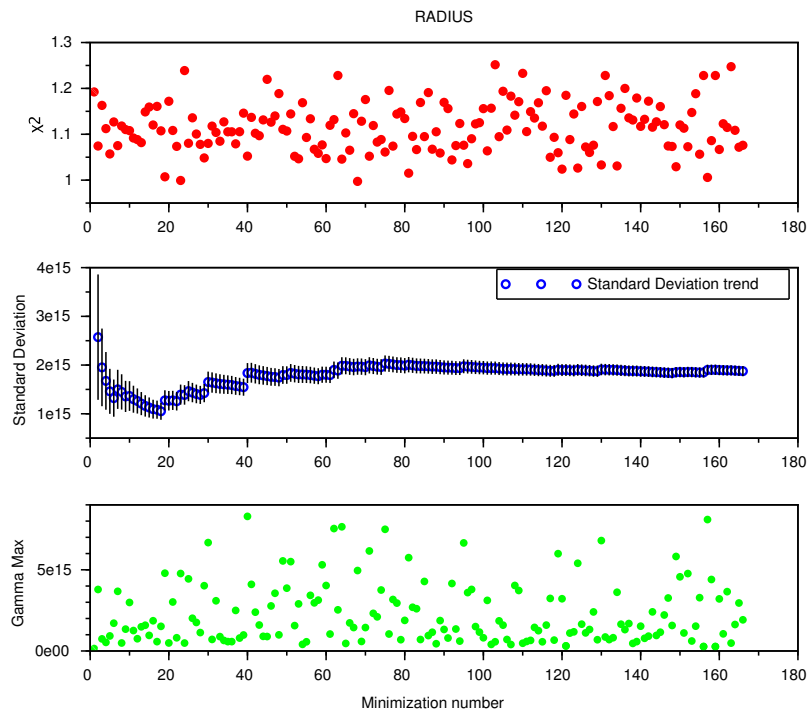 RADIUS
1.3
1.2
1.1
1
χ2
0 20 40 60 80 100 120 140 160 180
4e15
3e15
2e15
1e15
Standard Deviation
Standard Deviation trend
0 20 40 60 80 100 120 140 160 180
5e15
0e00
Gamma Max
0 20 40 60 80 100 120 140 160 180
Minimization number